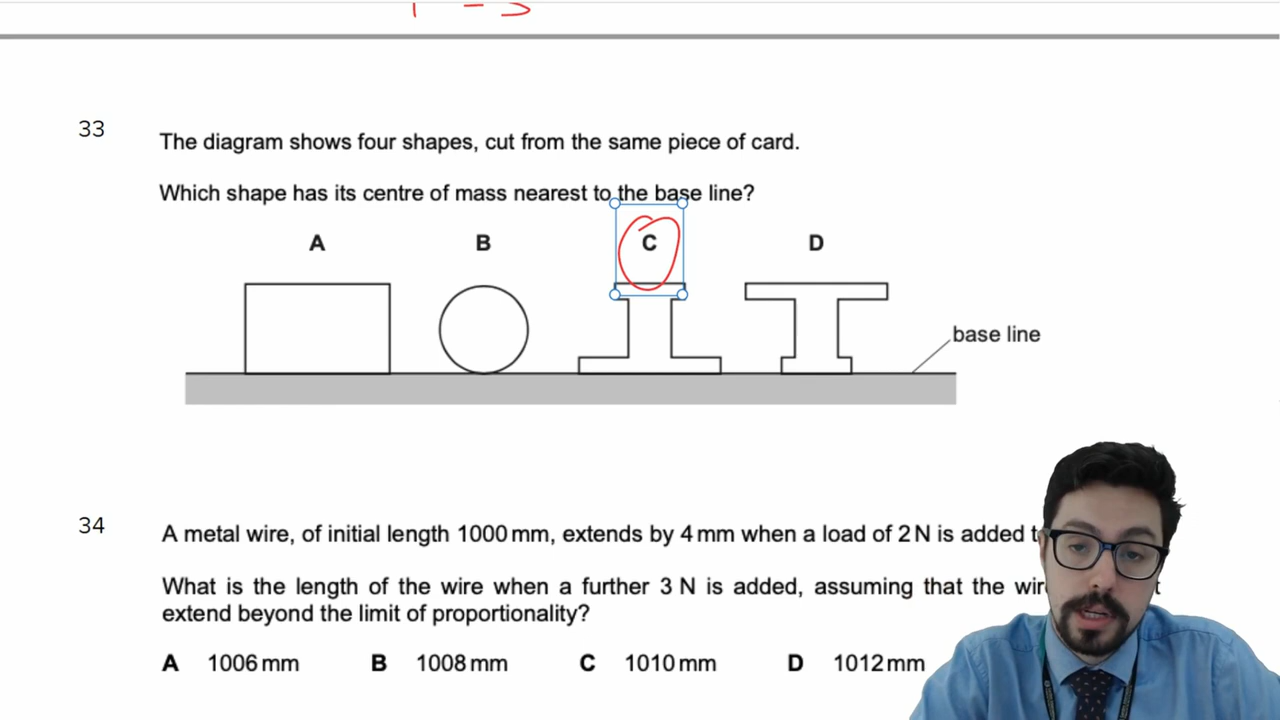 33
The diagram shows four shapes, cut from the same piece of card.
Which shape has its centre of mass nearest to the base line?
A B C D
base line
34
A metal wire, of initial length 1000 mm, extends by 4 mm when a load of 2 N is added
What is the length of the wire when a further 3 N is added, assuming that the
extend beyond the limit of proportionality?
A 1006 mm B 1008 mm C 1010 mm D 1012 mm